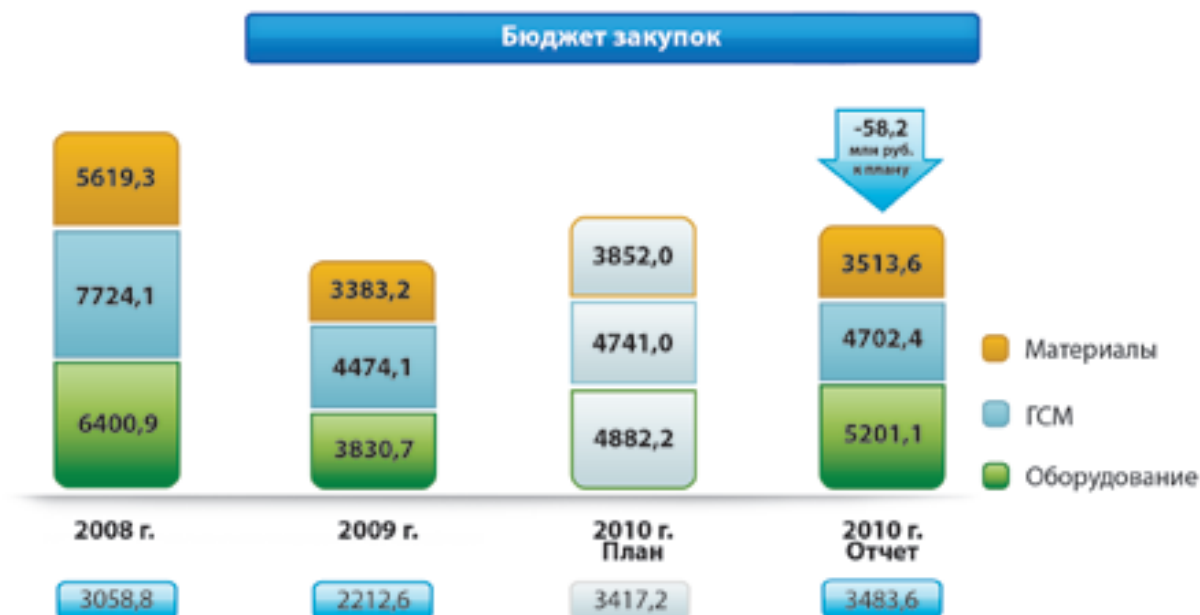 Бюджет закупок
-58,2
млн руб.
к плану
5619,3
7724,1
6400,9
3383,2
4474,1
3830,7
3852,0
4741,0
4882,2
3513,6
4702,4
5201,1
Материалы
ГСМ
Оборудование
2008 г.
2009 г.
2010 г.
План
2010 г.
Отчет
3058,8
2212,6
3417,2
3483,6